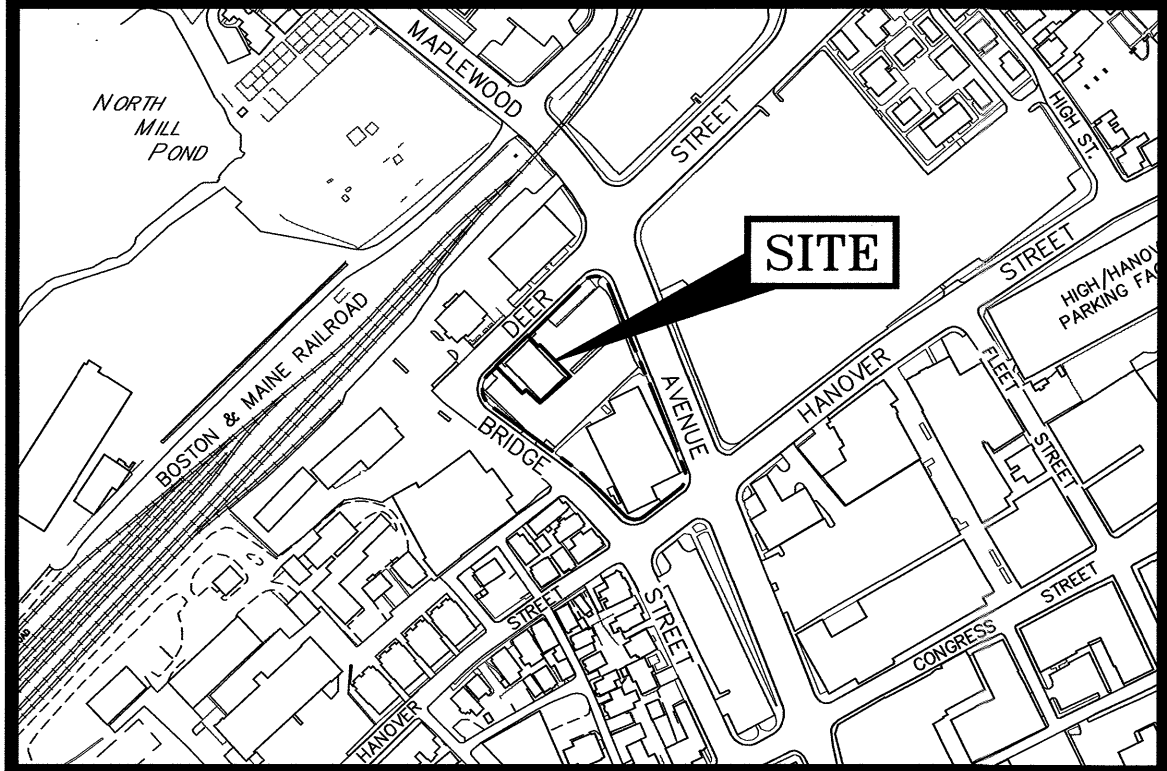 MAPLEWOOD
NORTH
MILL
POND
STREET
HIGH ST.
SITE
STREET
HIGH/HANOV
PARKING FAC
DEER
BOSTON & MAINE RAILROAD
AVENUE
HANOVER
FLEET
STREET
BRIDGE
STREET
STREET
STREET
CONGRESS
HANOVER